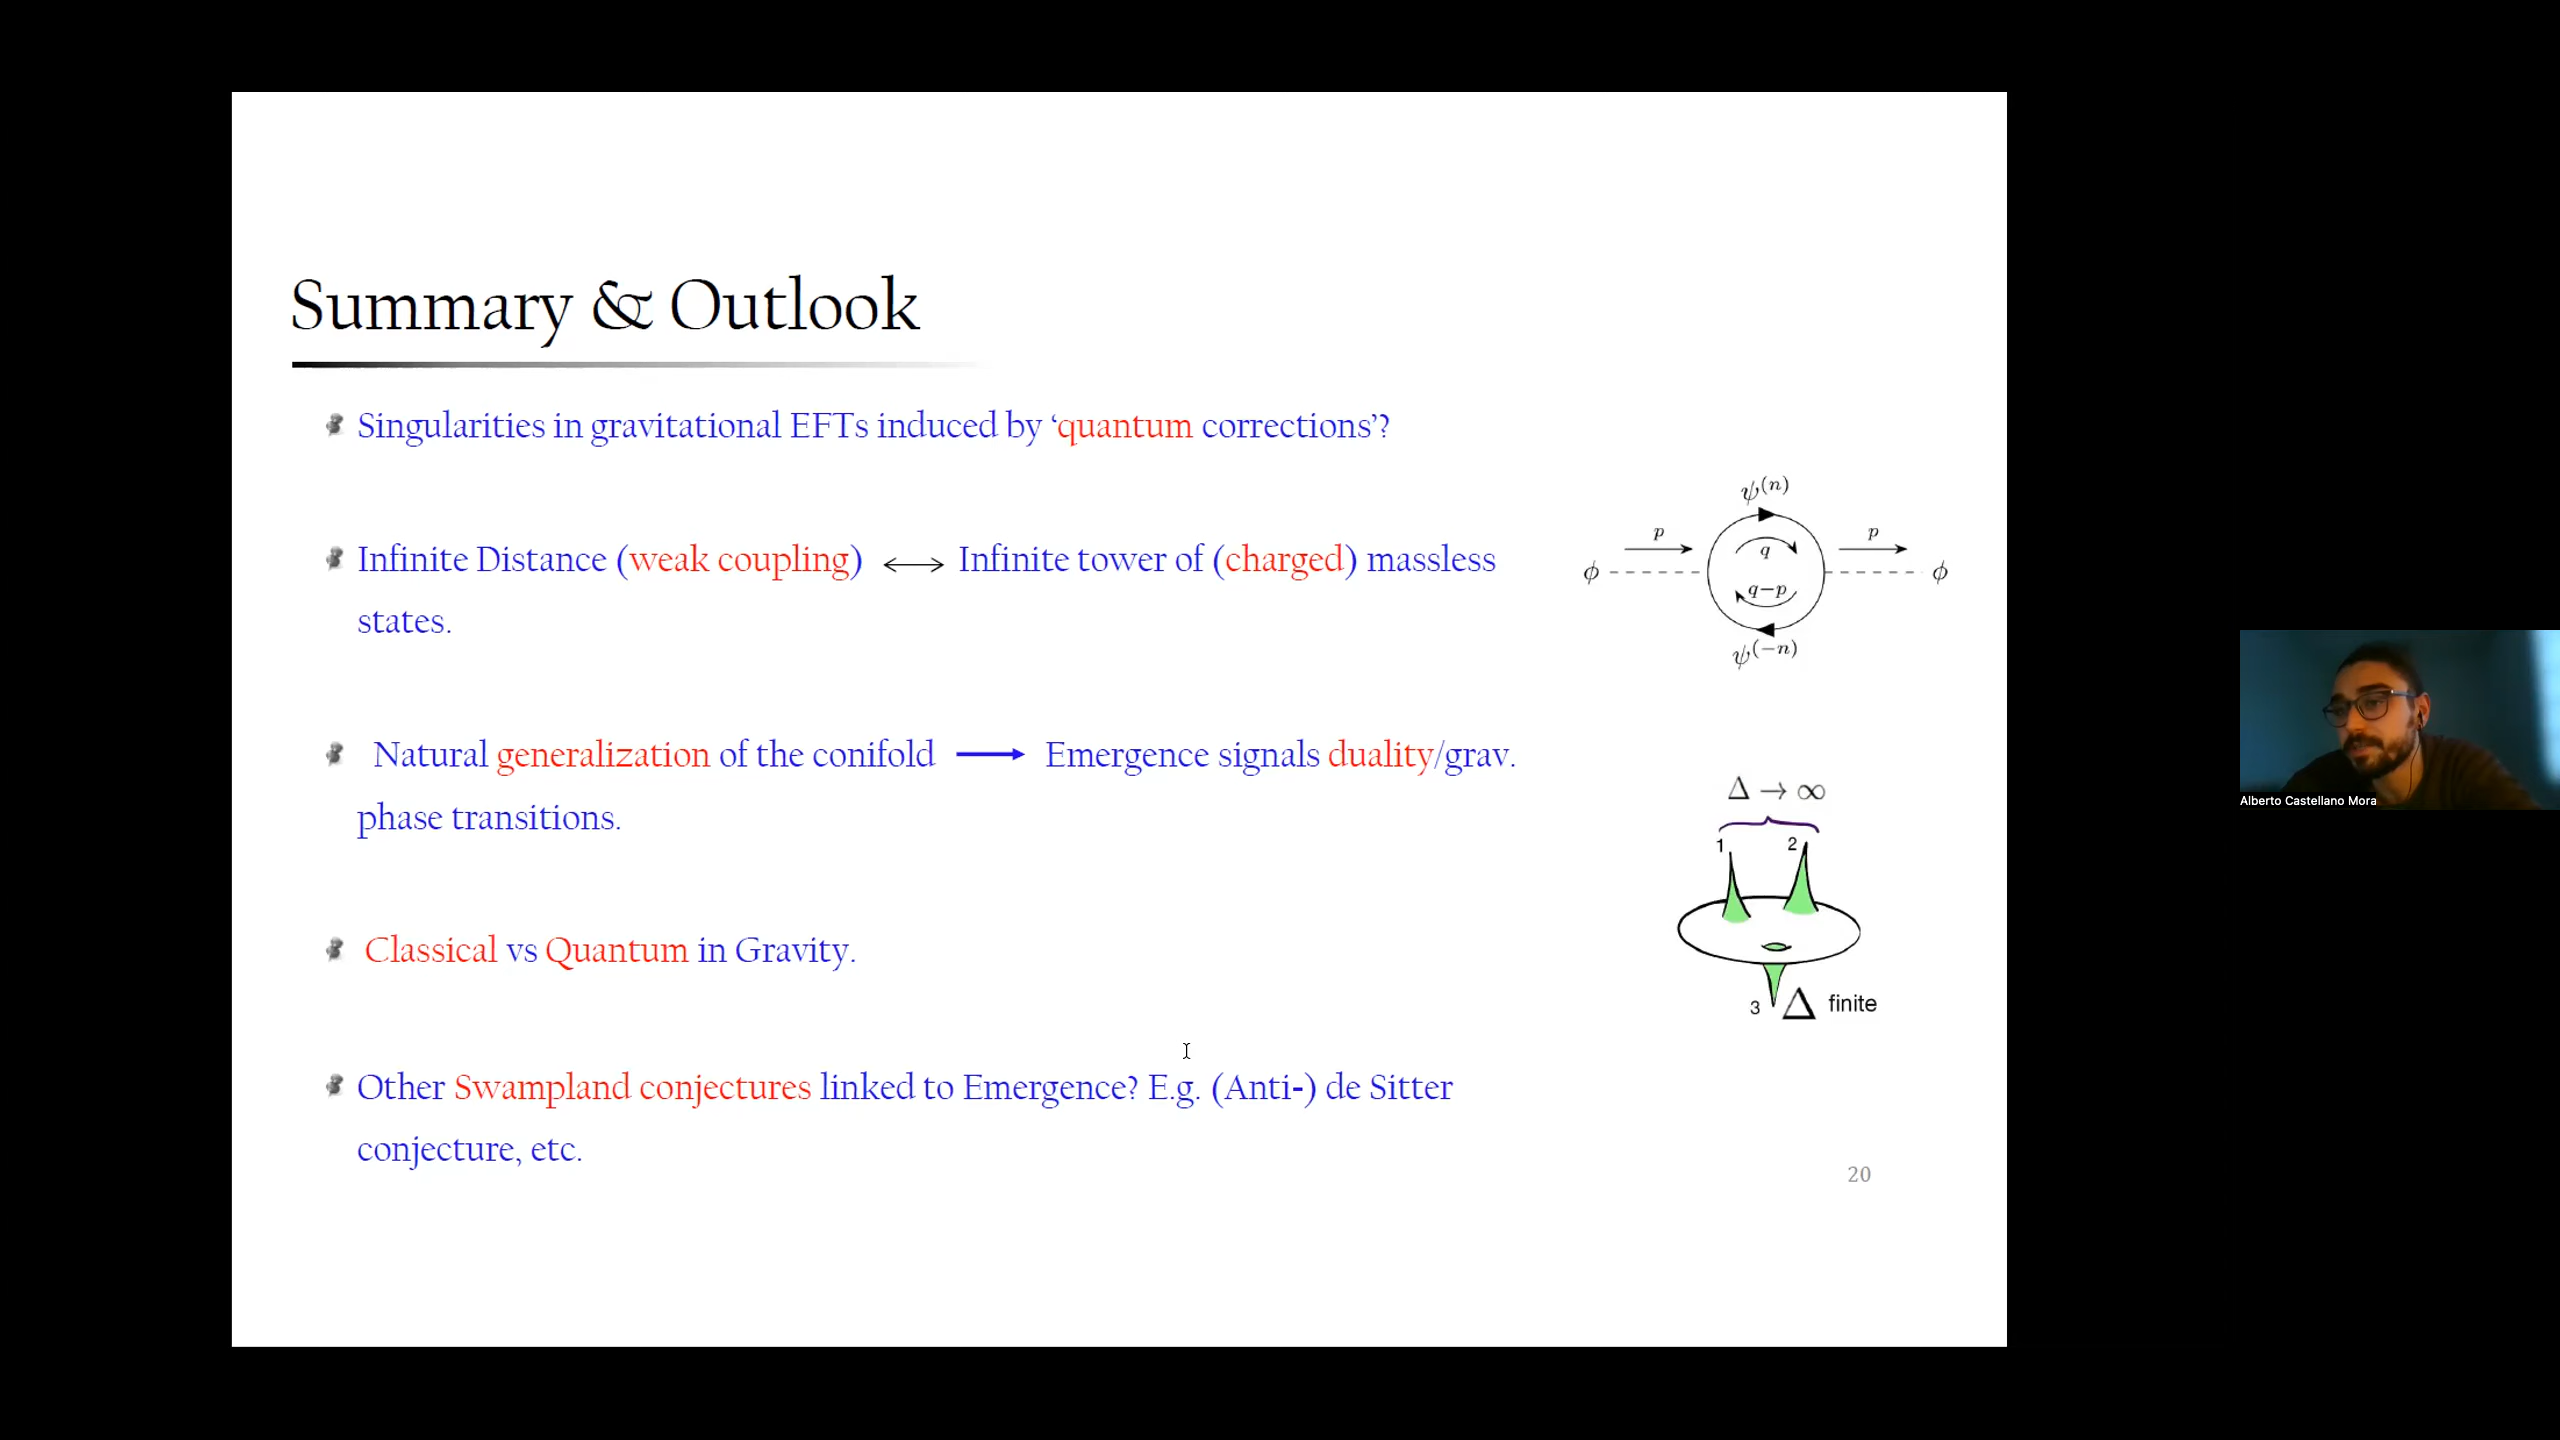 Summary & Outlook
Singularities in gravitational EFTs induced by ‘quantum corrections’?
Infinite Distance (weak coupling) ⟷ Infinite tower of (charged) massless
states.
Natural generalization of the conifold ⟶ Emergence signals duality/grav.
phase transitions.
Classical vs Quantum in Gravity.
Other Swampland conjectures linked to Emergence? E.g. (Anti-) de Sitter
conjecture, etc.
ψ(n)
p p
q
ϕ ϕ
q−p
ψ(−n)
Δ → ∞
1 2
3 Δ finite
20
Alberto Castellano Mora